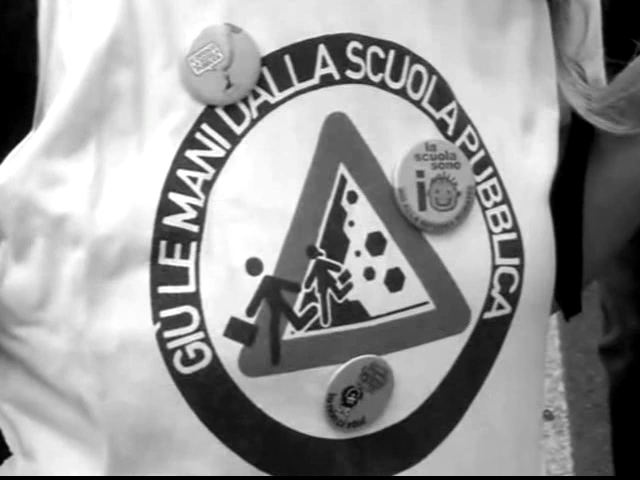 GIÙ LE MANI DALLA SCUOLA PUBBLICA
la
scuola
sono
io